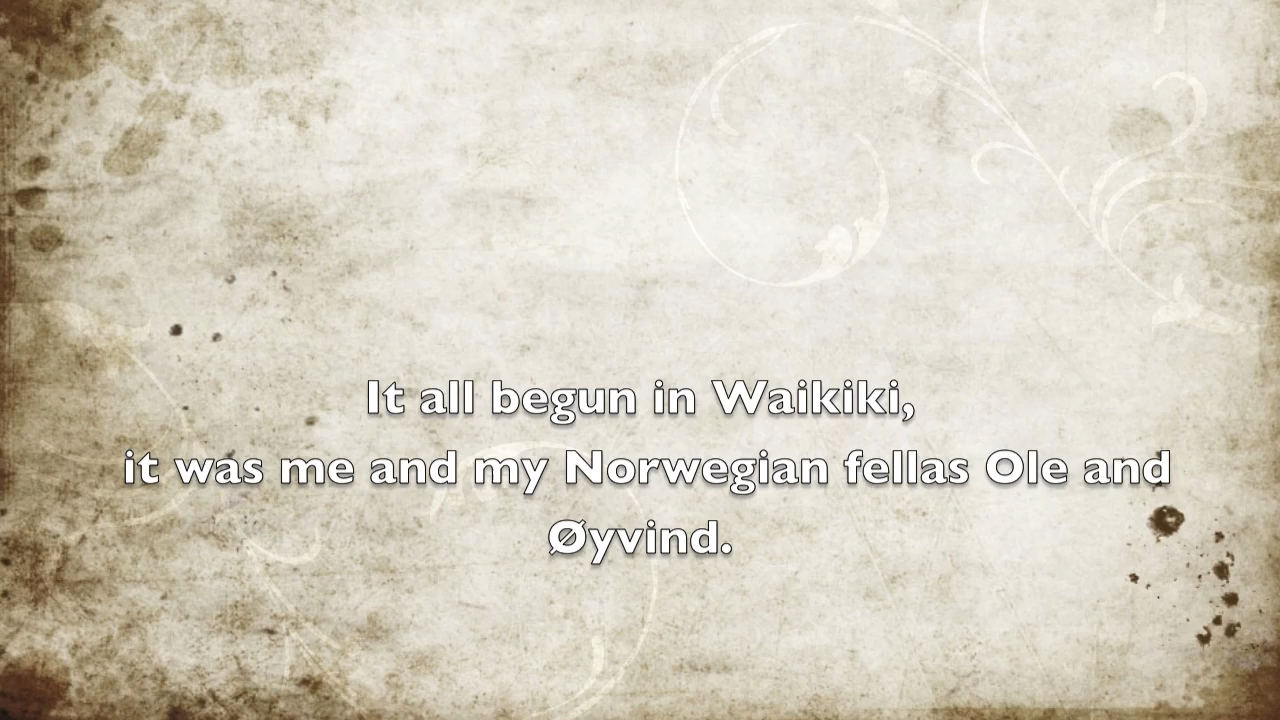 It all begun in Waikiki,
it was me and my Norwegian fellas Ole and
Øyvind.